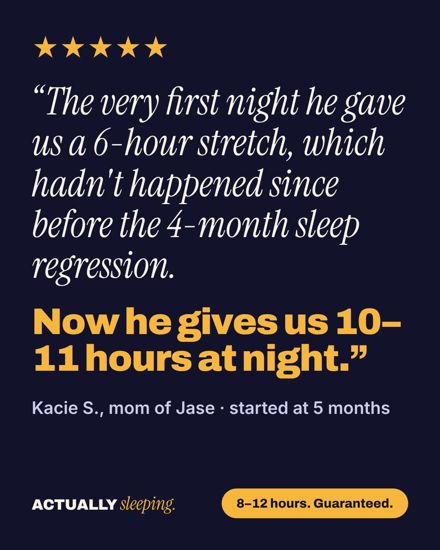 ★★★★★
“The very first night he gave
us a 6-hour stretch, which
hadn't happened since
before the 4-month sleep
regression.
Now he gives us 10–
11 hours at night.”
Kacie S., mom of Jase · started at 5 months
ACTUALLY sleeping.
8–12 hours. Guaranteed.